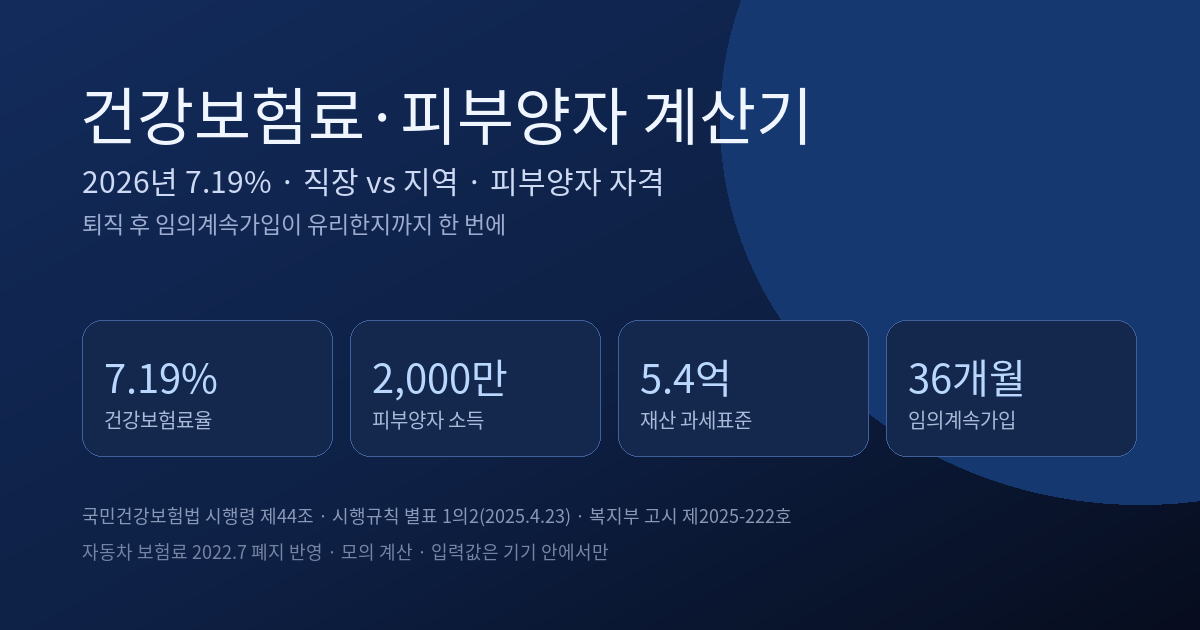 건강보험료·피부양자 계산기
2026년 7.19% · 직장 vs 지역 · 피부양자 자격
퇴직 후 임의계속가입이 유리한지까지 한 번에
7.19%
건강보험료율
2,000만
피부양자 소득
5.4억
재산 과세표준
36개월
임의계속가입
국민건강보험법 시행령 제44조 · 시행규칙 별표 1의2(2025.4.23) · 복지부 고시 제2025-222호
자동차 보험료 2022.7 폐지 반영 · 모의 계산 · 입력값은 기기 안에서만